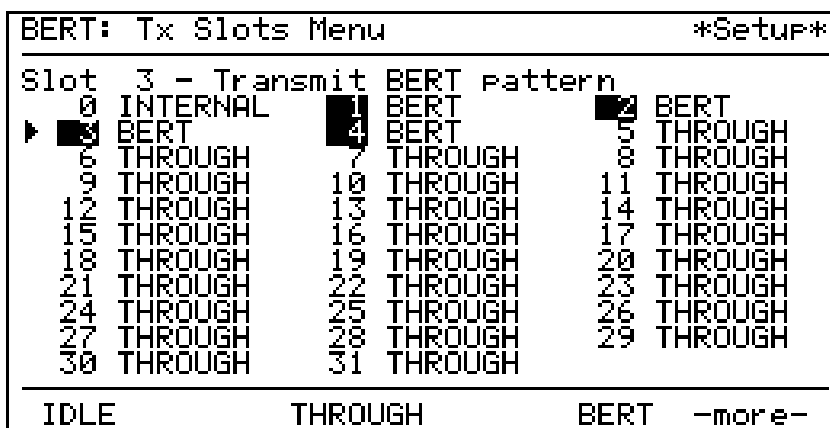 BERT: Tx Slots Menu *Setup*
Slot 3 - Transmit BERT pattern
0 INTERNAL 1 BERT 2 BERT
3 BERT 4 BERT 5 THROUGH
6 THROUGH 7 THROUGH 8 THROUGH
9 THROUGH 10 THROUGH 11 THROUGH
12 THROUGH 13 THROUGH 14 THROUGH
15 THROUGH 16 THROUGH 17 THROUGH
18 THROUGH 19 THROUGH 20 THROUGH
21 THROUGH 22 THROUGH 23 THROUGH
24 THROUGH 25 THROUGH 26 THROUGH
27 THROUGH 28 THROUGH 29 THROUGH
30 THROUGH 31 THROUGH
IDLE THROUGH BERT -more-